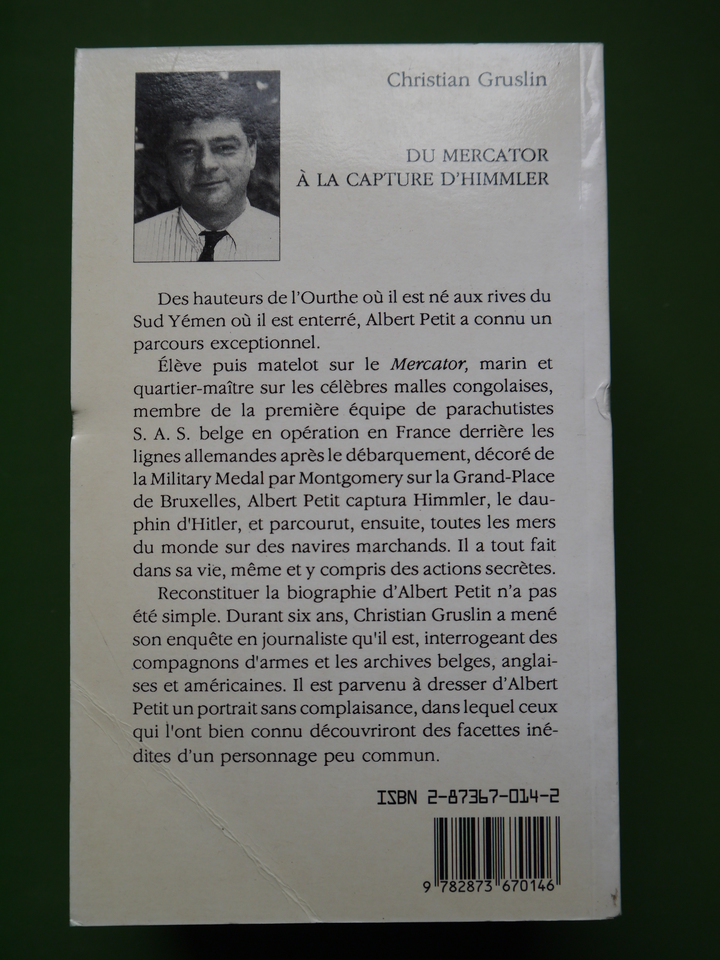 Christian Gruslin
DU MERCATOR
À LA CAPTURE D'HIMMLER
Des hauteurs de l'Ourthe où il est né aux rives du
Sud Yémen où il est enterré, Albert Petit a connu un
parcours exceptionnel.
Élève puis matelot sur le Mercator, marin et
quartier-maître sur les célèbres malles congolaises,
membre de la première équipe de parachutistes
S. A. S. belge en opération en France derrière les
lignes allemandes après le débarquement, décoré de
la Military Medal par Montgomery sur la Grand-Place
de Bruxelles, Albert Petit captura Himmler, le dau-
phin d'Hitler, et parcourut, ensuite, toutes les mers
du monde sur des navires marchands. Il a tout fait
dans sa vie, même et y compris des actions secrètes.
Reconstituer la biographie d'Albert Petit n'a pas
été simple. Durant six ans, Christian Gruslin a mené
son enquête en journaliste qu'il est, interrogeant des
compagnons d'armes et les archives belges, anglai-
ses et américaines. Il est parvenu à dresser d'Albert
Petit un portrait sans complaisance, dans lequel ceux
qui l'ont bien connu découvriront des facettes iné-
dites d'un personnage peu commun.
ISBN 2-87367-014-2
9 782873 670146